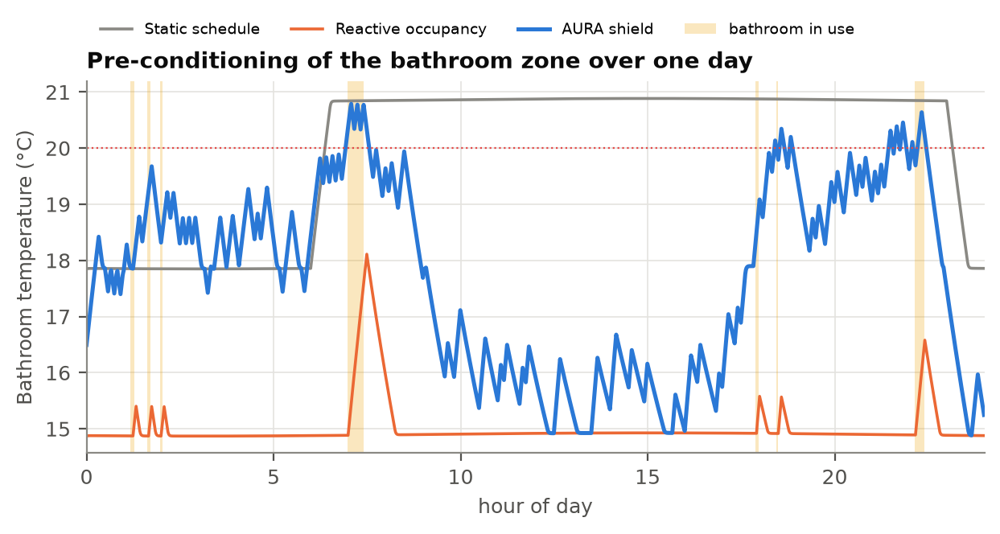 Static schedule Reactive occupancy AURA shield bathroom in use
Pre-conditioning of the bathroom zone over one day
Bathroom temperature (°C)
21
20
19
18
17
16
15
0 5 10 15 20
hour of day